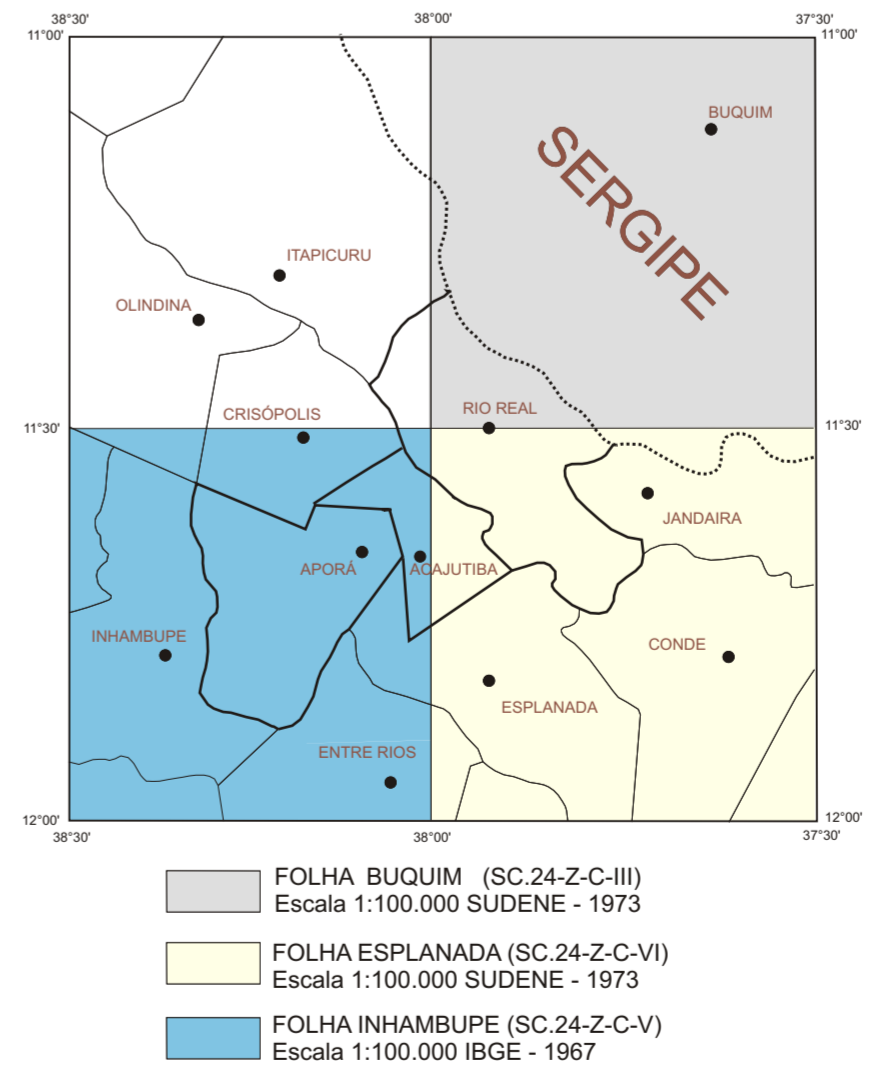 38°30'
38°00'
37°30'
11°00'
11°00'
BUQUIM
SERGIPE
ITAPICURU
OLINDINA
CRISÓPOLIS
RIO REAL
11°30'
11°30'
JANDAIRA
APORÁ
ACAJUTIBA
INHAMBUPE
CONDE
ESPLANADA
ENTRE RIOS
12°00'
12°00'
38°30'
38°00'
37°30'
FOLHA BUQUIM (SC.24-Z-C-III)
Escala 1:100.000 SUDENE - 1973
FOLHA ESPLANADA (SC.24-Z-C-VI)
Escala 1:100.000 SUDENE - 1973
FOLHA INHAMBUPE (SC.24-Z-C-V)
Escala 1:100.000 IBGE - 1967